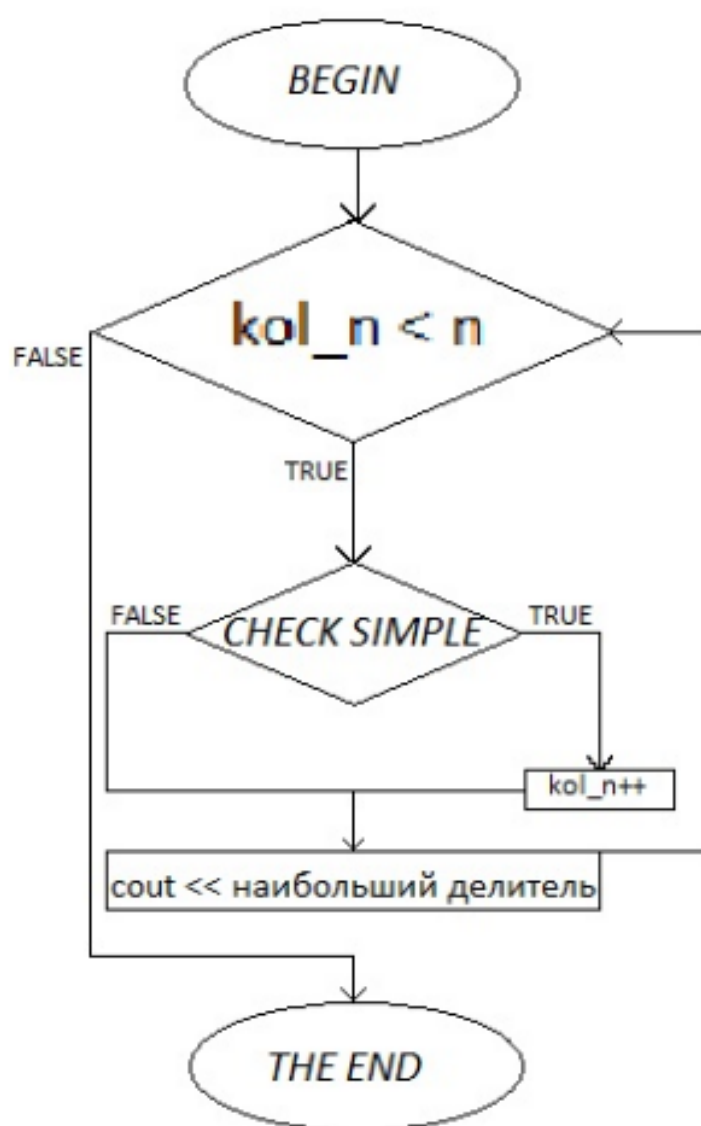 BEGIN
kol_n < n
FALSE
TRUE
FALSE
TRUE
CHECK SIMPLE
kol_n++
cout << наибольший делитель
THE END